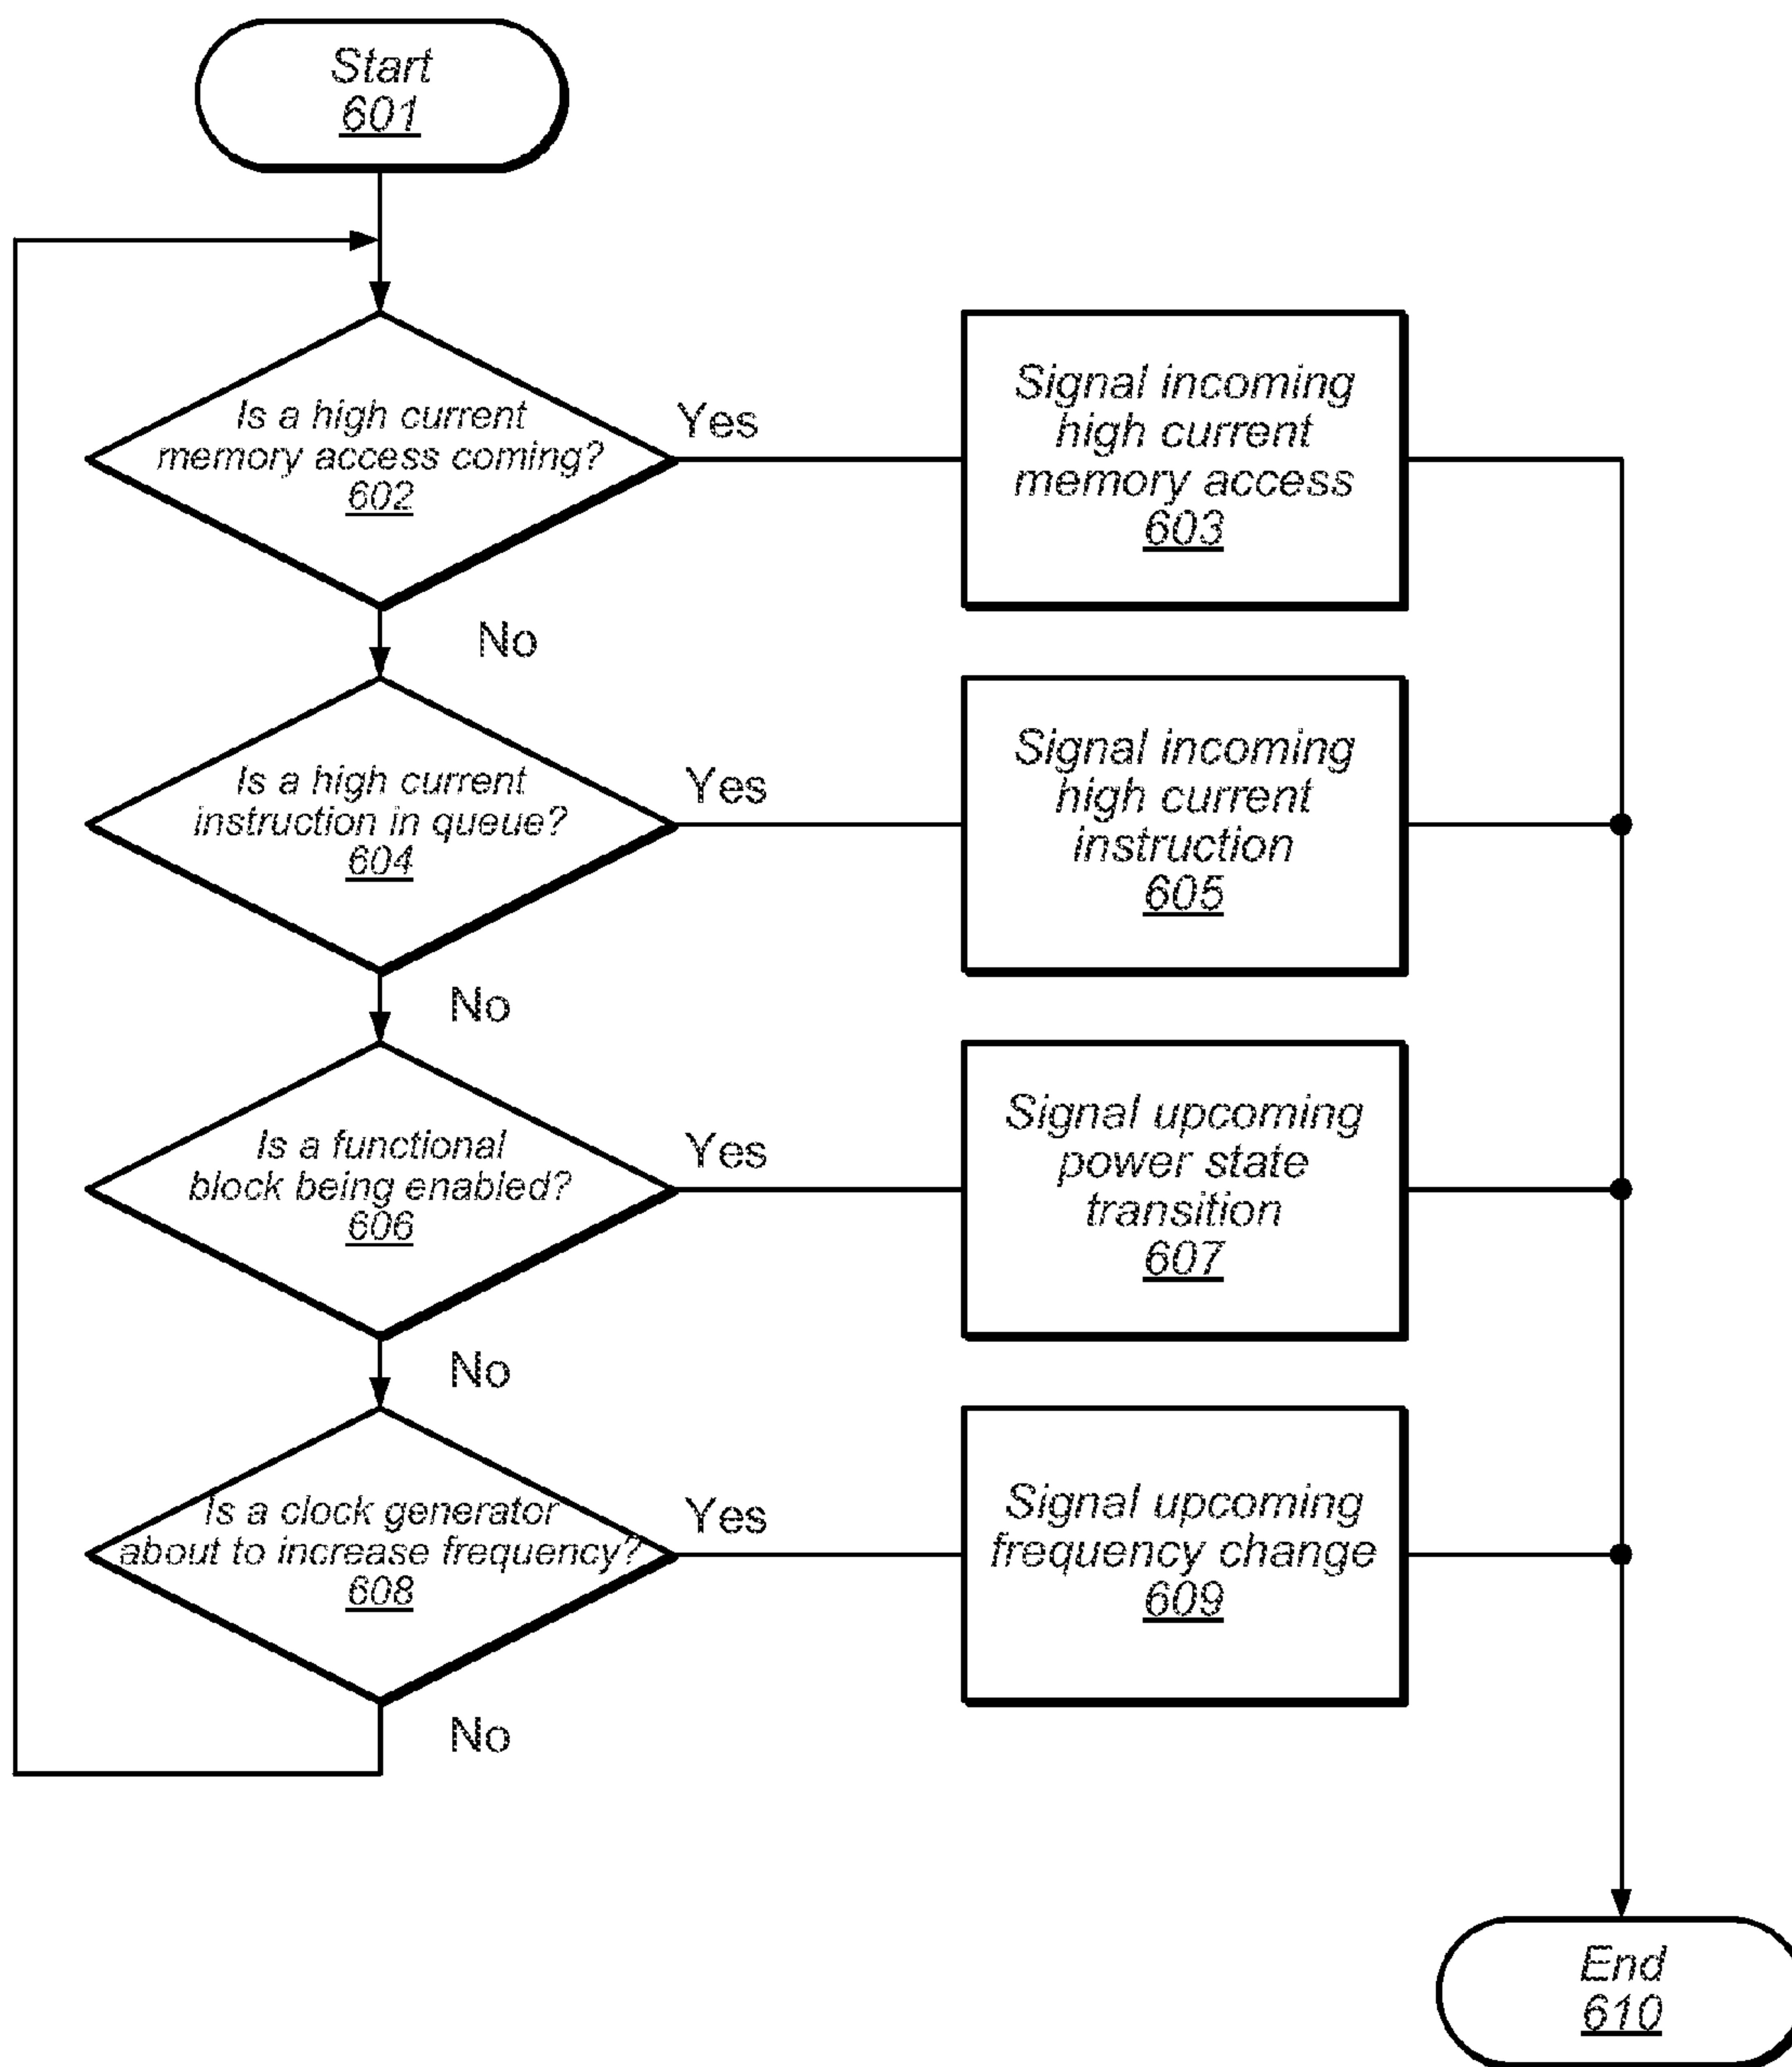 Start
601
Is a high current
memory access coming?
602
Yes
Signal incoming
high current
memory access
603
No
Is a high current
instruction in queue?
604
Yes
Signal incoming
high current
instruction
605
No
Is a functional
block being enabled?
606
Yes
Signal upcoming
power state
transition
607
No
Is a clock generator
about to increase frequency?
608
Yes
Signal upcoming
frequency change
609
No
End
610